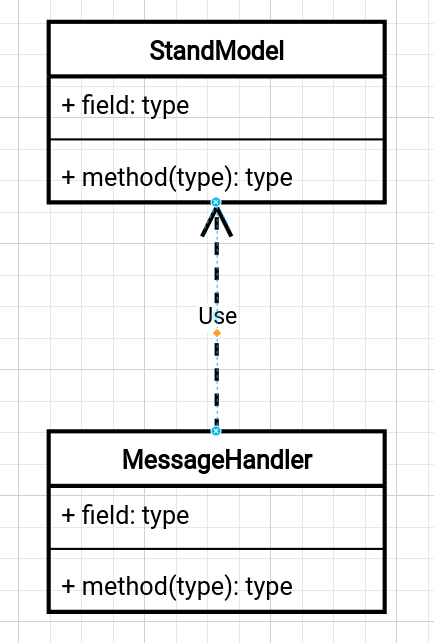 StandModel
+ field: type
+ method(type): type
Use
MessageHandler
+ field: type
+ method(type): type